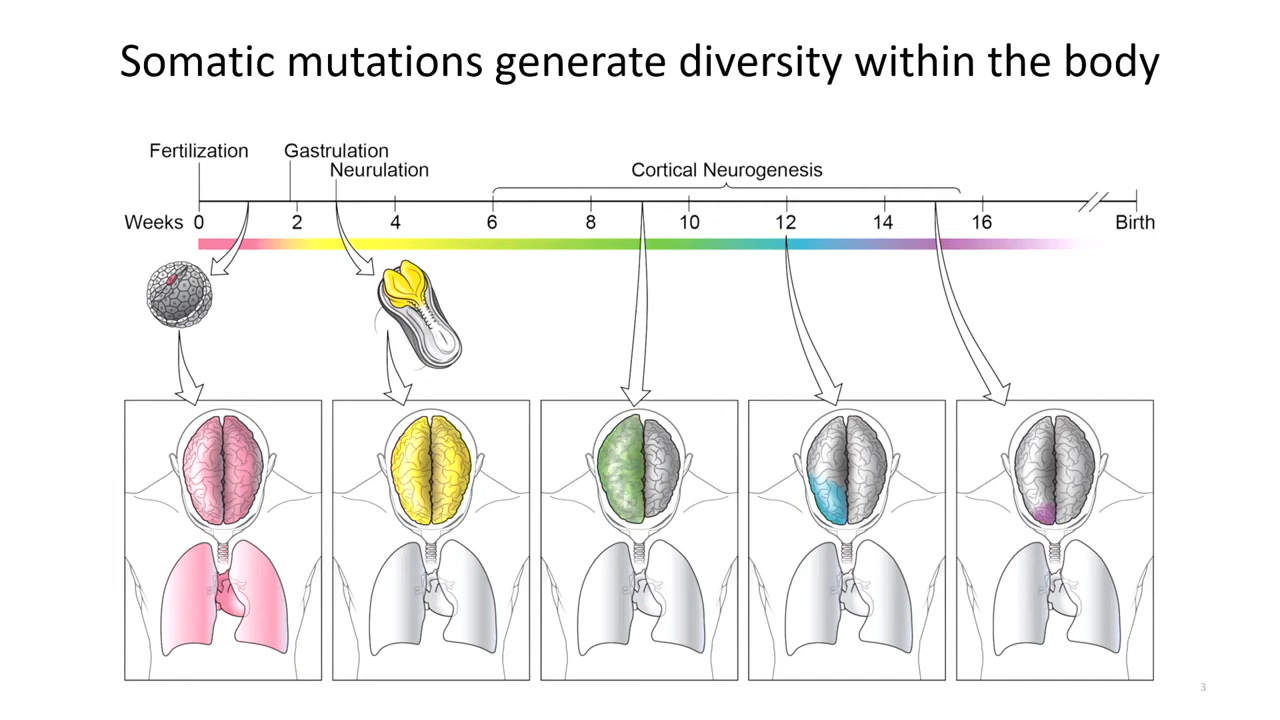 Somatic mutations generate diversity within the body
Fertilization
Gastrulation
Neurulation
Cortical Neurogenesis
Weeks 0 2 4 6 8 10 12 14 16 Birth
3